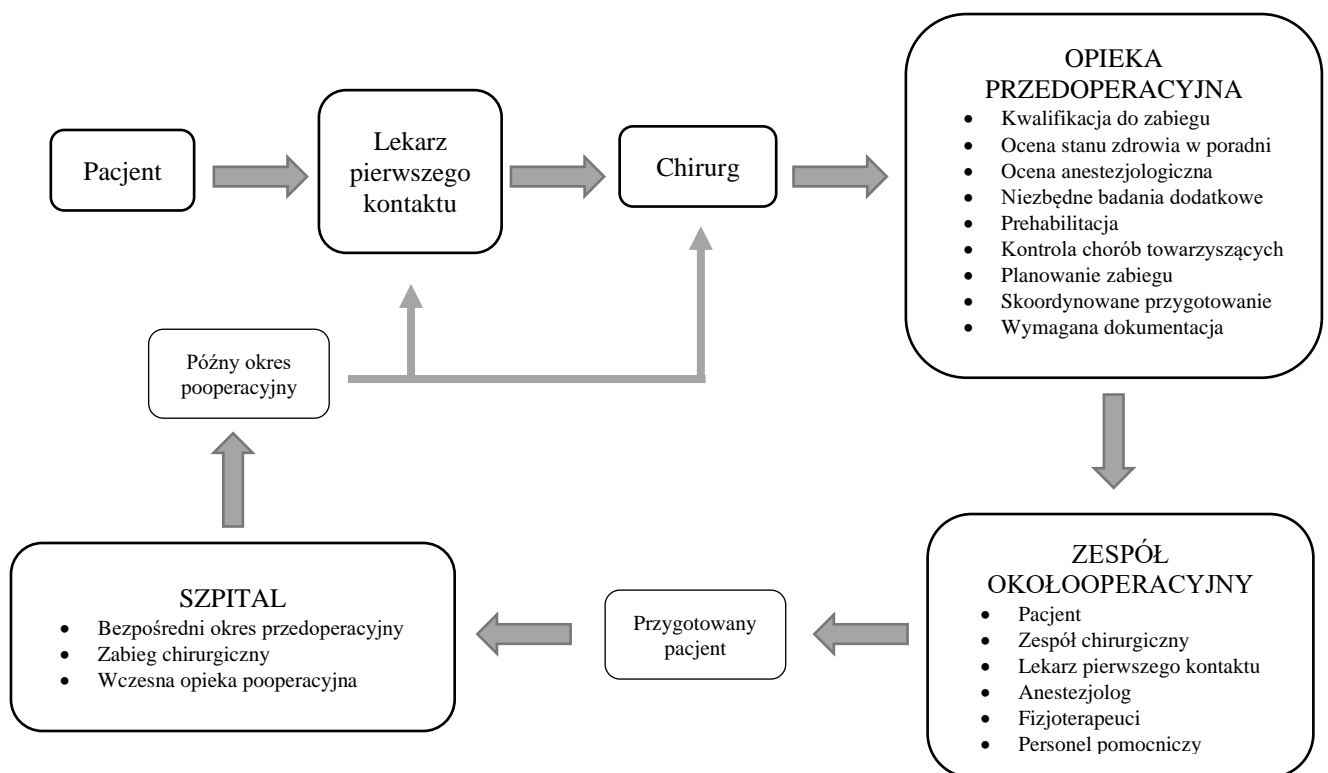 Pacjent
Lekarz
pierwszego
kontaktu
Chirurg
OPIEKA
PRZEDOPERACYJNA
• Kwalifikacja do zabiegu
• Ocena stanu zdrowia w poradni
• Ocena anestezjologiczna
• Niezbędne badania dodatkowe
• Prehabilitacja
• Kontrola chorób towarzyszących
• Planowanie zabiegu
• Skoordynowane przygotowanie
• Wymagana dokumentacja
ZESPÓŁ
OKOŁOOPERACYJNY
• Pacjent
• Zespół chirurgiczny
• Lekarz pierwszego kontaktu
• Anestezjolog
• Fizjoterapeuci
• Personel pomocniczy
Przygotowany
pacjent
SZPITAL
• Bezpośredni okres przedoperacyjny
• Zabieg chirurgiczny
• Wczesna opieka pooperacyjna
Późny okres
pooperacyjny